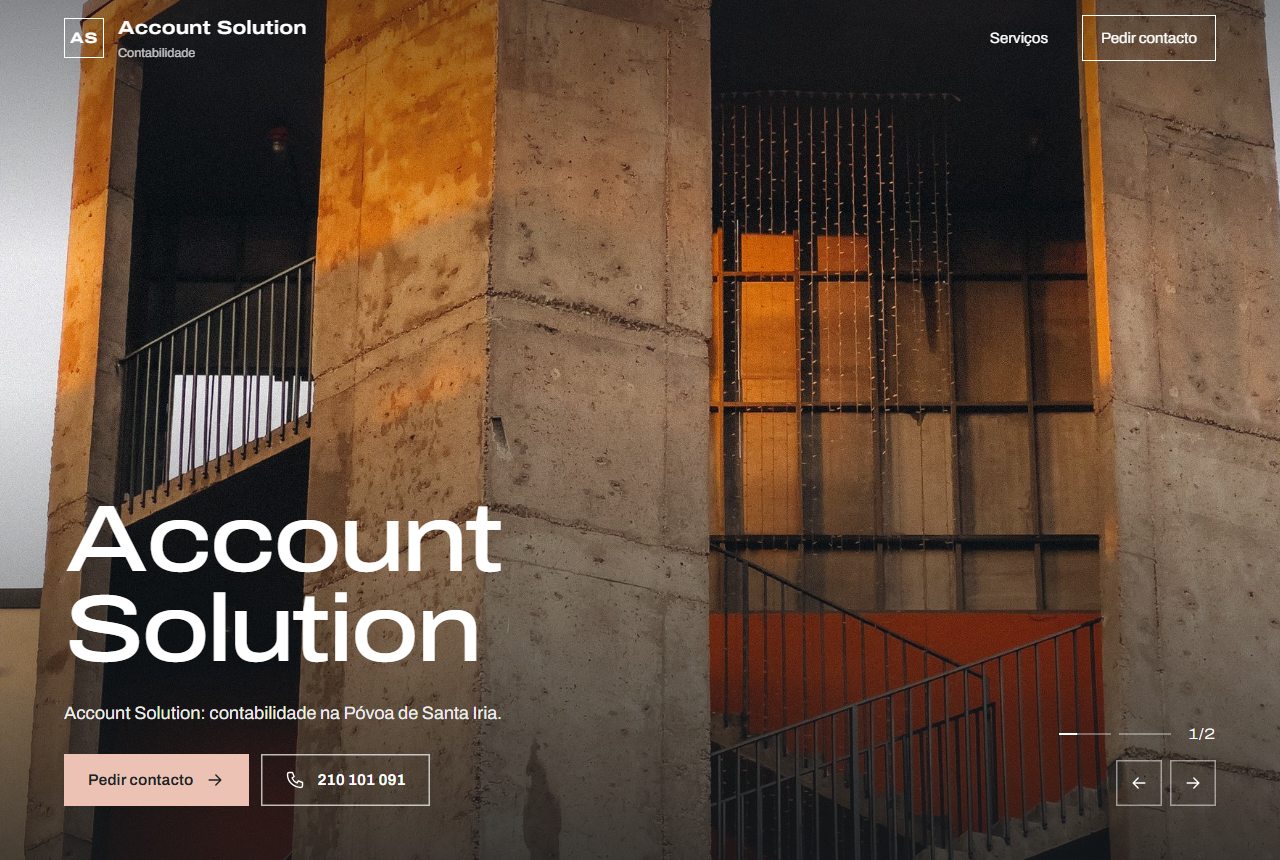 AS
Account Solution
Contabilidade
Serviços
Pedir contacto
Account
Solution
Account Solution: contabilidade na Póvoa de Santa Iria.
Pedir contacto
210 101 091
1/2